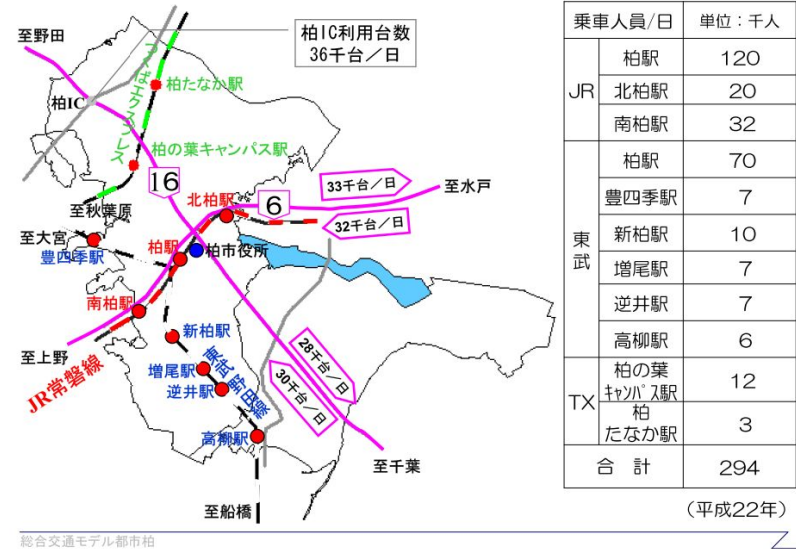 至野田
柏IC利用台数
36千台／日
つくばエクスプレス
柏たなか駅
柏IC
柏の葉キャンパス駅
16
北柏駅
6
33千台／日
至水戸
至秋葉原
32千台／日
至大宮
豊四季駅
柏駅
柏市役所
南柏駅
新柏駅
28千台／日
至上野
増尾駅
東武野田線
30千台／日
JR常磐線
逆井駅
高柳駅
至千葉
至船橋
乗車人員/日 単位：千人
JR
柏駅 120
北柏駅 20
南柏駅 32
東武
柏駅 70
豊四季駅 7
新柏駅 10
増尾駅 7
逆井駅 7
高柳駅 6
TX
柏の葉
キャンパス駅 12
柏
たなか駅 3
合 計 294
（平成22年）
総合交通モデル都市柏